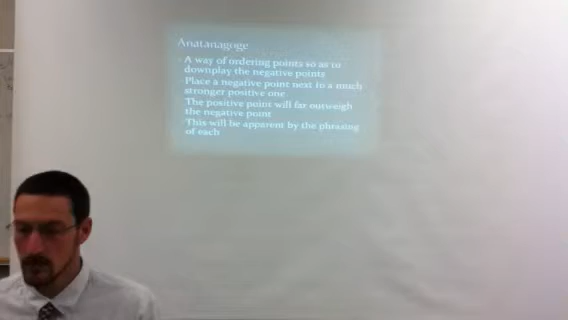 Anatanagoge
A way of ordering points so as to
downplay the negative points
Place a negative point next to a much
stronger positive one
The positive point will far outweigh
the negative point
This will be apparent by the phrasing
of each